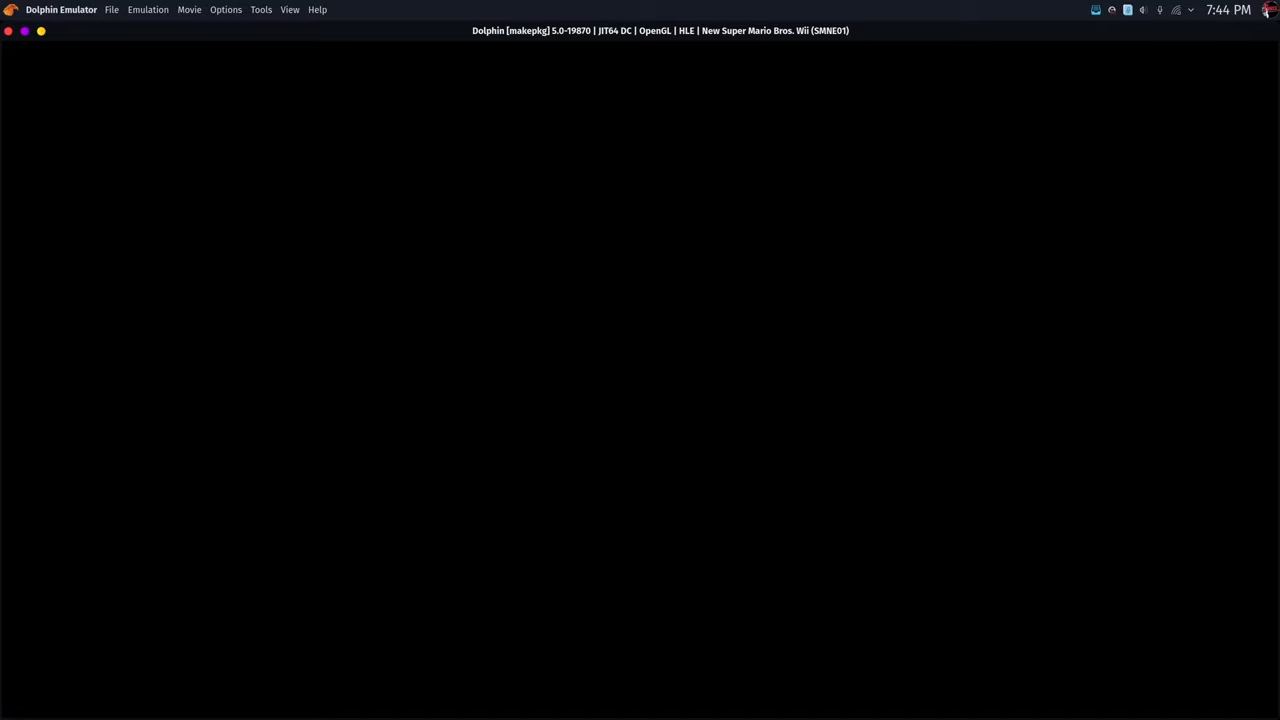 Dolphin Emulator File Emulation Movie Options Tools View Help 7:44 PM
Dolphin [makepkg] 5.0-19870 | JIT64 DC | OpenGL | HLE | New Super Mario Bros. Wii (SMNE01)